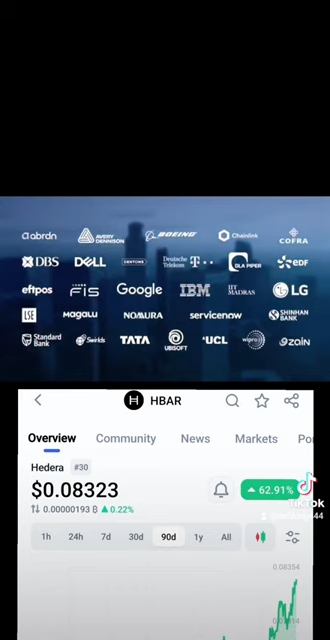 abrdn AVERY DENNISON BOEING Chainlink COFRA
DBS DELL DENTONS Deutsche Telekom T DLA PIPER eDF
eftpos FIS Google IBM IIT MADRAS LG
LSE MAGALU NOMURA servicenow SHINHAN BANK
Standard Bank Swirlds TATA UBISOFT UCL wipro zain
HBAR
Overview Community News Markets Po
Hedera #30
$0.08323 62.91%
0.00000193 ₿ 0.22%
TikTok
1h 24h 7d 30d 90d 1y All
0.08354